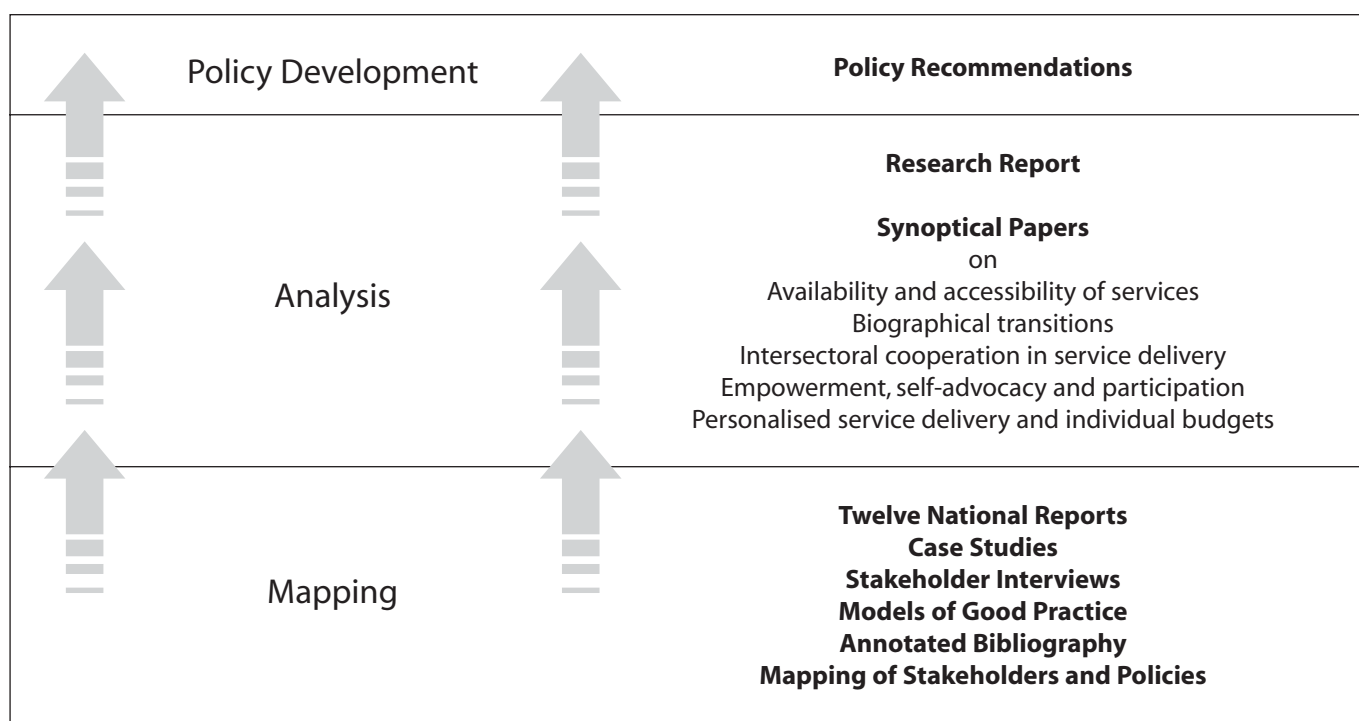 Policy Development
Policy Recommendations
Analysis
Research Report
Synoptical Papers
on
Availability and accessibility of services
Biographical transitions
Intersectoral cooperation in service delivery
Empowerment, self-advocacy and participation
Personalised service delivery and individual budgets
Mapping
Twelve National Reports
Case Studies
Stakeholder Interviews
Models of Good Practice
Annotated Bibliography
Mapping of Stakeholders and Policies